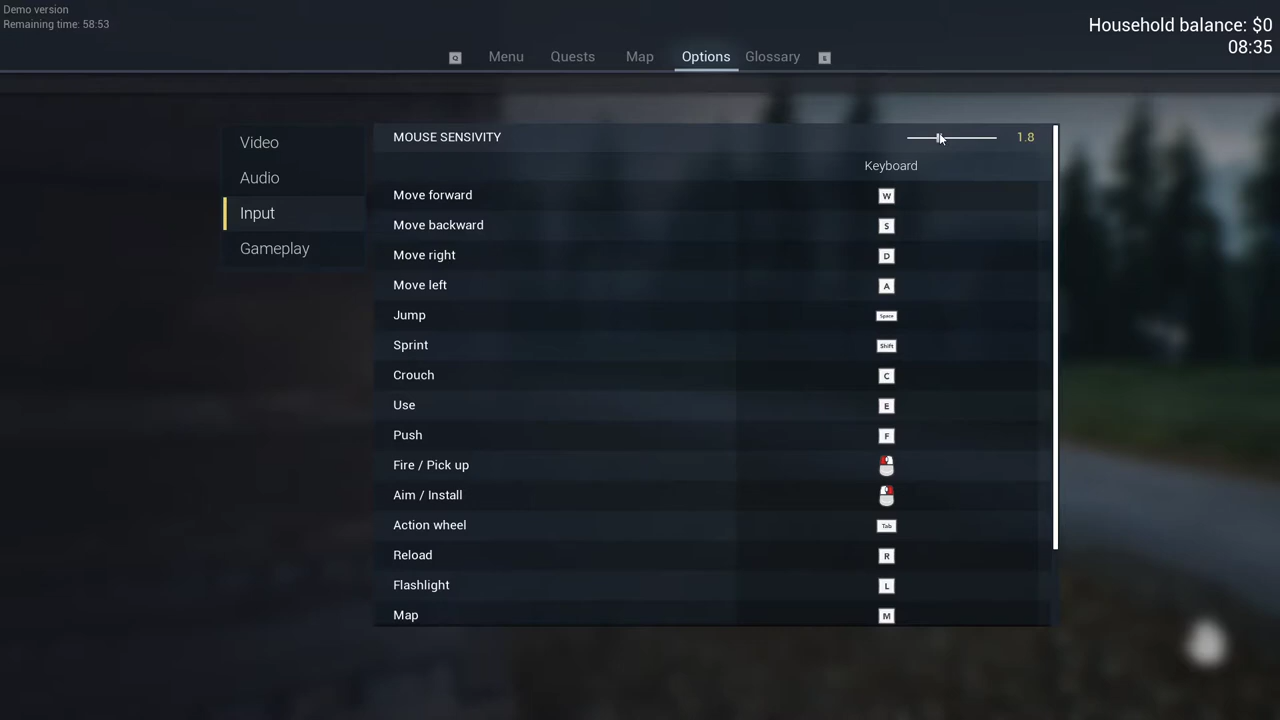 Demo version
Remaining time: 58:53
Household balance: $0
08:35
Q Menu Quests Map Options Glossary E
Video
Audio
Input
Gameplay
MOUSE SENSIVITY 1.8
Keyboard
Move forward W
Move backward S
Move right D
Move left A
Jump Space
Sprint Shift
Crouch C
Use E
Push F
Fire / Pick up
Aim / Install
Action wheel Tab
Reload R
Flashlight L
Map M